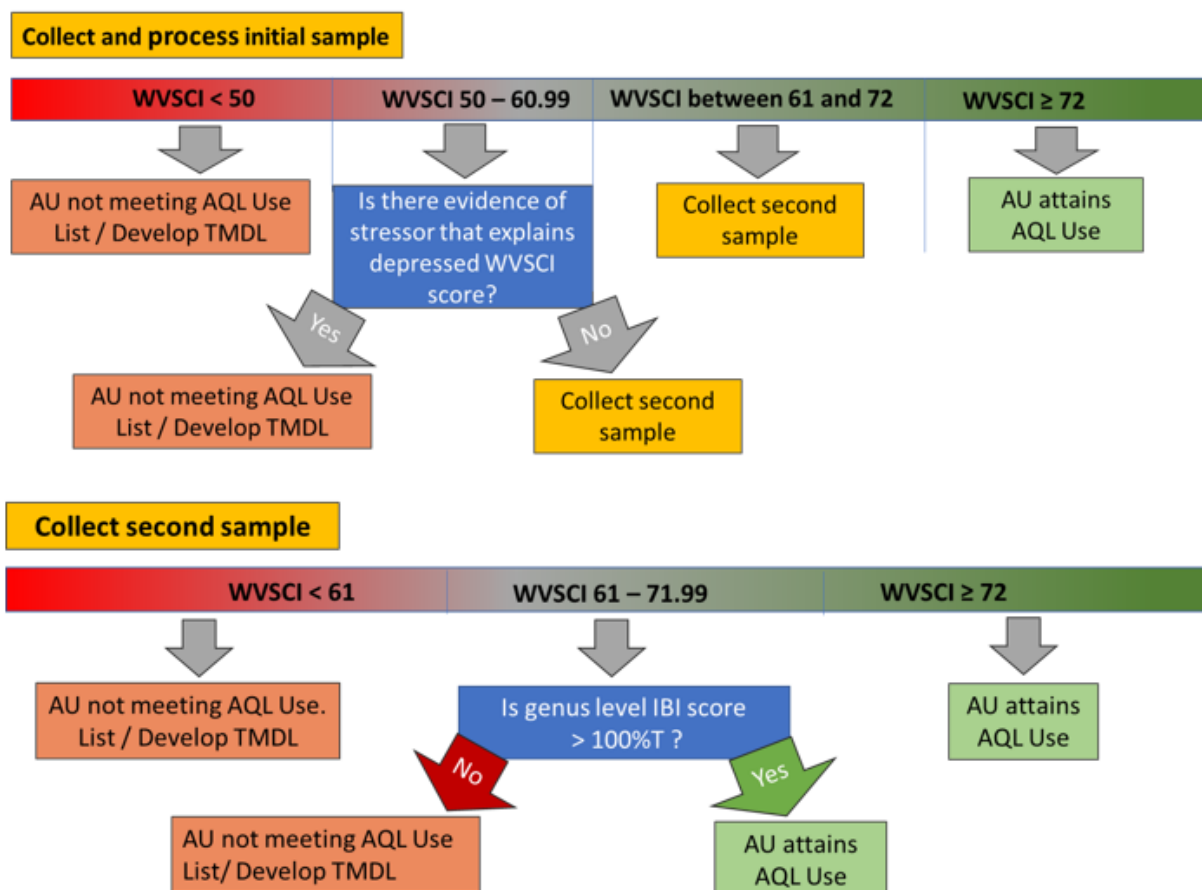 Collect and process initial sample
WVSCI < 50
WVSCI 50 – 60.99
WVSCI between 61 and 72
WVSCI ≥ 72
AU not meeting AQL Use
List / Develop TMDL
Is there evidence of
stressor that explains
depressed WVSCI
score?
Collect second
sample
AU attains
AQL Use
Yes
No
AU not meeting AQL Use
List / Develop TMDL
Collect second
sample
Collect second sample
WVSCI < 61
WVSCI 61 – 71.99
WVSCI ≥ 72
AU not meeting AQL Use.
List / Develop TMDL
Is genus level IBI score
> 100%T ?
AU attains
AQL Use
No
Yes
AU not meeting AQL Use
List/ Develop TMDL
AU attains
AQL Use